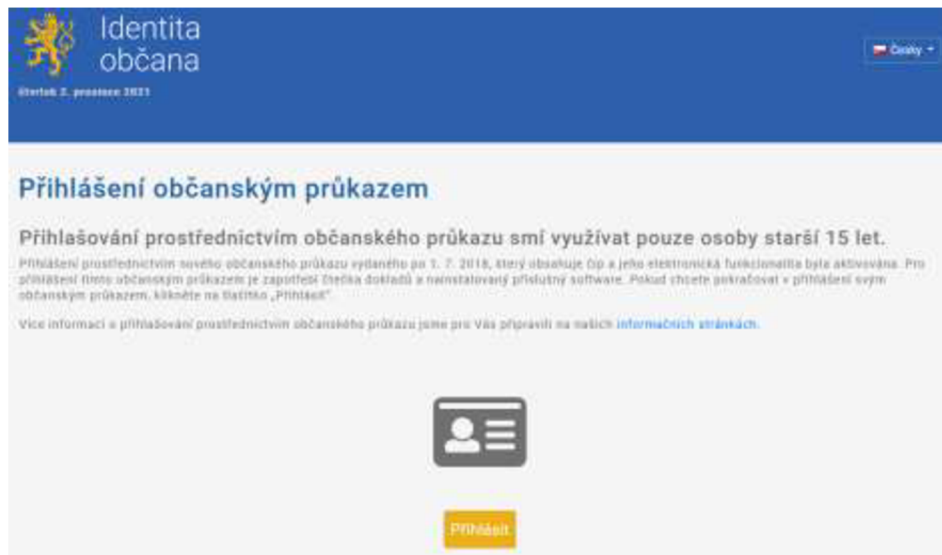 Identita
občana
čtvrtek 2. prosince 2021
Česky
Přihlášení občanským průkazem
Přihlašování prostřednictvím občanského průkazu smí využívat pouze osoby starší 15 let.
Přihlášení prostřednictvím nového občanského průkazu vydaného po 1. 7. 2018, který obsahuje čip a jeho elektronická funkcionalita byla aktivována. Pro
přihlášení tímto občanským průkazem je zapotřebí čtečka dokladů a nainstalovaný příslušný software. Pokud chcete pokračovat v přihlášení svým
občanským průkazem, klikněte na tlačítko „Přihlásit“.
Více informací o přihlašování prostřednictvím občanského průkazu jsme pro Vás připravili na našich informačních stránkách.
Přihlásit